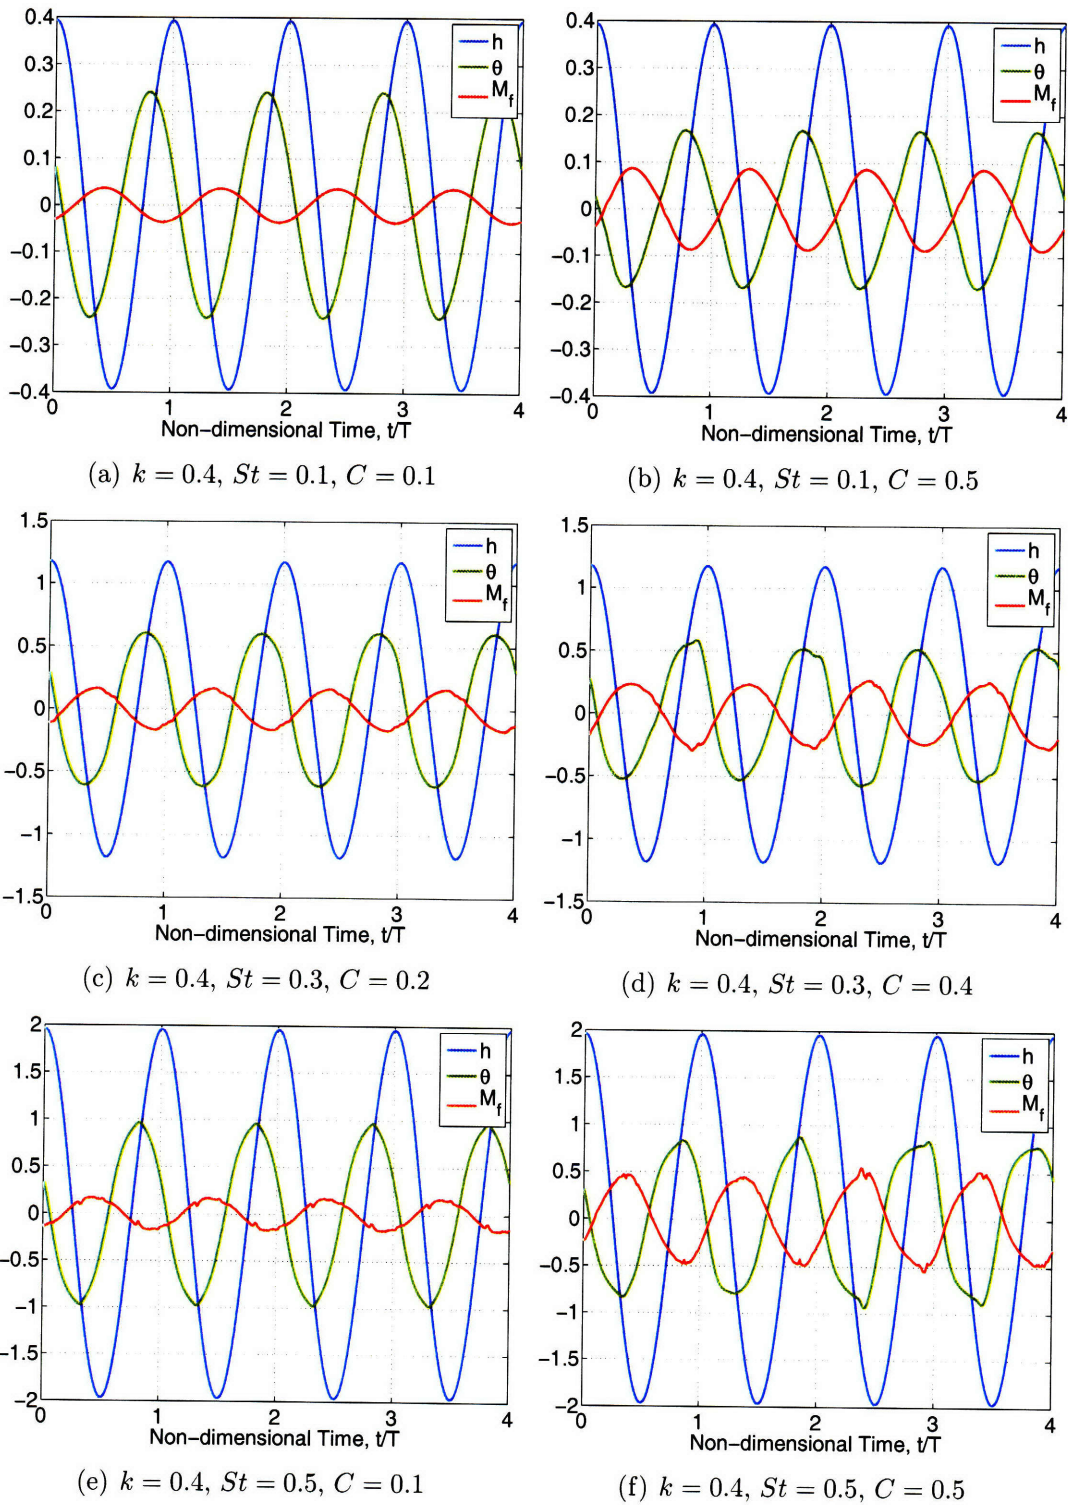 0.4
0.3
0.2
0.1
0
−0.1
−0.2
−0.3
−0.4
0 1 2 3 4
h
θ
M_f
Non−dimensional Time, t/T
(a) k = 0.4, St = 0.1, C = 0.1
0.4
0.3
0.2
0.1
0
−0.1
−0.2
−0.3
−0.4
0 1 2 3 4
h
θ
M_f
Non−dimensional Time, t/T
(b) k = 0.4, St = 0.1, C = 0.5
1.5
1
0.5
0
−0.5
−1
−1.5
0 1 2 3 4
h
θ
M_f
Non−dimensional Time, t/T
(c) k = 0.4, St = 0.3, C = 0.2
1.5
1
0.5
0
−0.5
−1
−1.5
0 1 2 3 4
h
θ
M_f
Non−dimensional Time, t/T
(d) k = 0.4, St = 0.3, C = 0.4
2
1.5
1
0.5
0
−0.5
−1
−1.5
−2
0 1 2 3 4
h
θ
M_f
Non−dimensional Time, t/T
(e) k = 0.4, St = 0.5, C = 0.1
2
1.5
1
0.5
0
−0.5
−1
−1.5
−2
0 1 2 3 4
h
θ
M_f
Non−dimensional Time, t/T
(f) k = 0.4, St = 0.5, C = 0.5